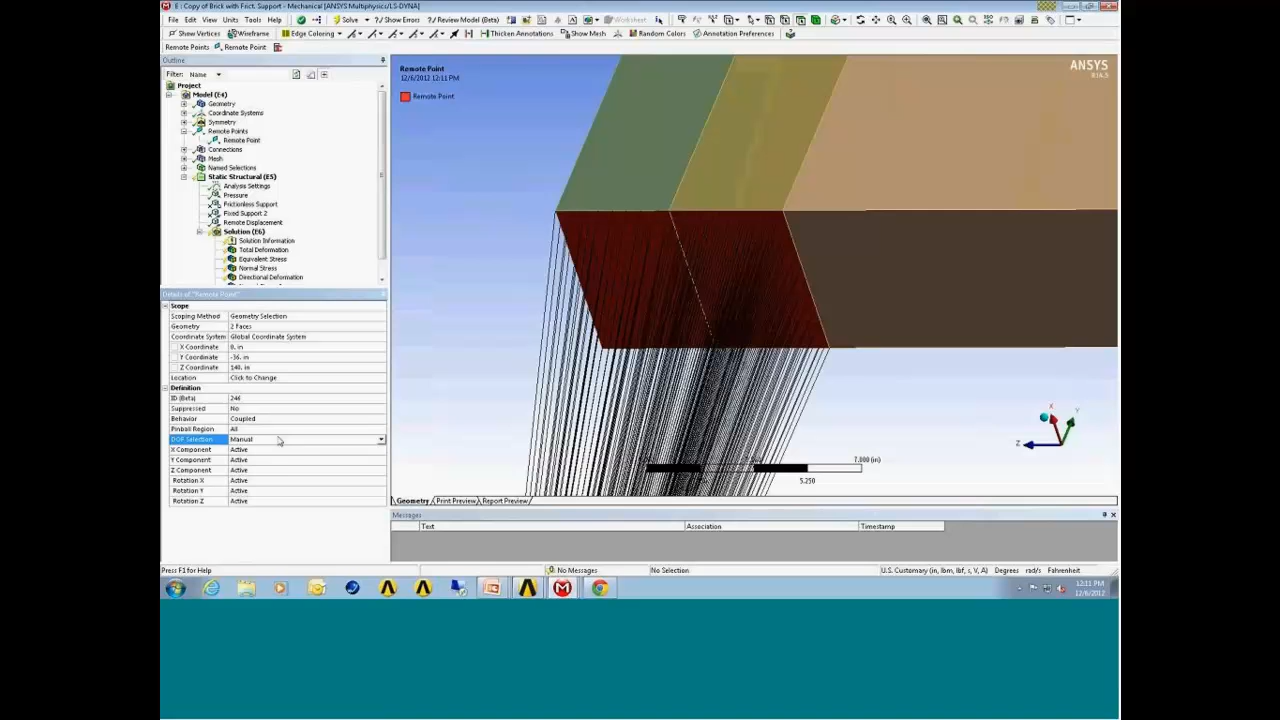 E : Copy of Brick with Frict. Support - Mechanical [ANSYS Multiphysics/LS-DYNA]
File Edit View Units Tools Help Solve ?/Show Errors Review Model (Beta) Worksheet
Show Vertices Wireframe Edge Coloring Thicken Annotations Show Mesh Random Colors Annotation Preferences
Remote Points Remote Point
Outline
Filter: Name
Project
Model (E4)
Geometry
Coordinate Systems
Symmetry
Remote Points
Remote Point
Connections
Mesh
Named Selections
Static Structural (E5)
Analysis Settings
Pressure
Frictionless Support
Fixed Support 2
Remote Displacement
Solution (E6)
Solution Information
Total Deformation
Equivalent Stress
Normal Stress
Directional Deformation
Details of "Remote Point"
Scope
Scoping Method Geometry Selection
Geometry 2 Faces
Coordinate System Global Coordinate System
X Coordinate 0. in
Y Coordinate -36. in
Z Coordinate 140. in
Location Click to Change
Definition
ID (Beta) 246
Suppressed No
Behavior Coupled
Pinball Region All
DOF Selection Manual
X Component Active
Y Component Active
Z Component Active
Rotation X Active
Rotation Y Active
Rotation Z Active
Remote Point
12/6/2012 12:11 PM
Remote Point
ANSYS
R14.5
X
Y
Z
7.000 (in)
5.250
Geometry Print Preview Report Preview
Messages
Text Association Timestamp
Press F1 for Help No Messages No Selection U.S. Customary (in, lbm, lbf, s, V, A) Degrees rad/s Fahrenheit
12:11 PM
12/6/2012